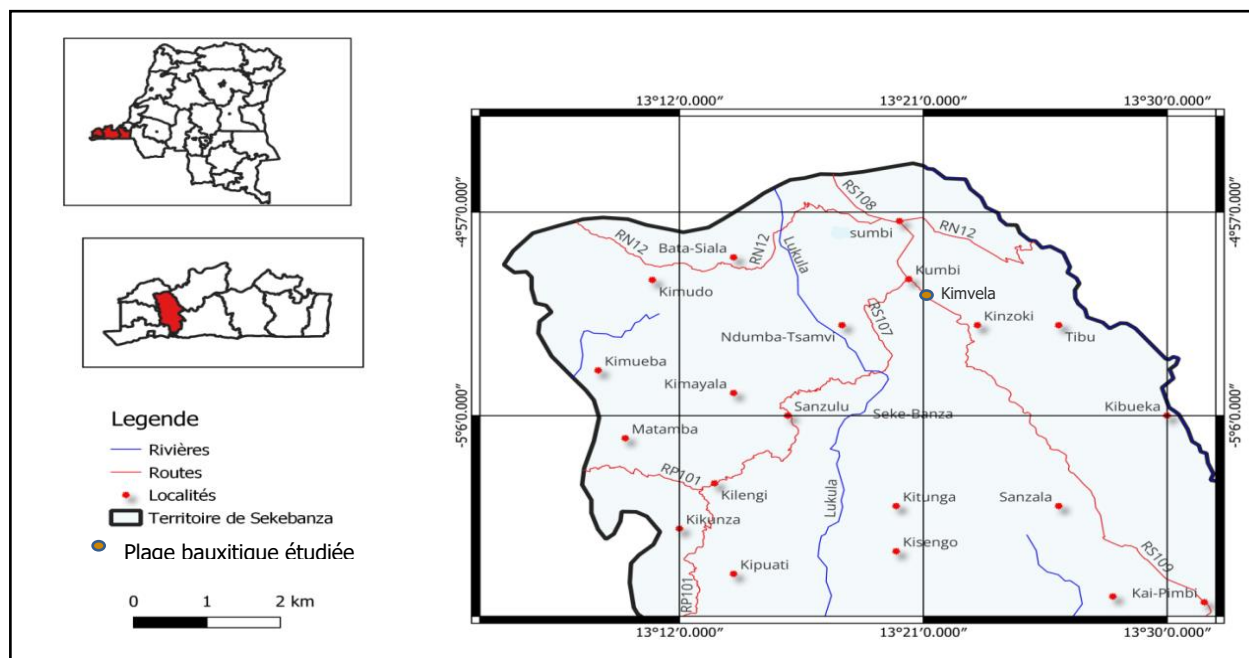 13°12′0.000″
13°21′0.000″
13°30′0.000″
-4°57′0.000″
-4°57′0.000″
RS108
RN12
sumbi
RN12
Bata-Siala
RN12
Lukula
Kumbi
Kimudo
Kimvela
RS107
Ndumba-Tsamvi
Kinzoki
Tibu
Kimueba
Kimayala
-5°6′0.000″
Sanzulu
Seke-Banza
Kibueka
-5°6′0.000″
Matamba
RP101
Kilengi
Lukula
Kitunga
Sanzala
Kikunza
Kisengo
RS109
Kipuati
RP101
Kai-Pimbi
13°12′0.000″
13°21′0.000″
13°30′0.000″
Legende
Rivières
Routes
Localités
Territoire de Sekebanza
Plage bauxitique étudiée
0 1 2 km